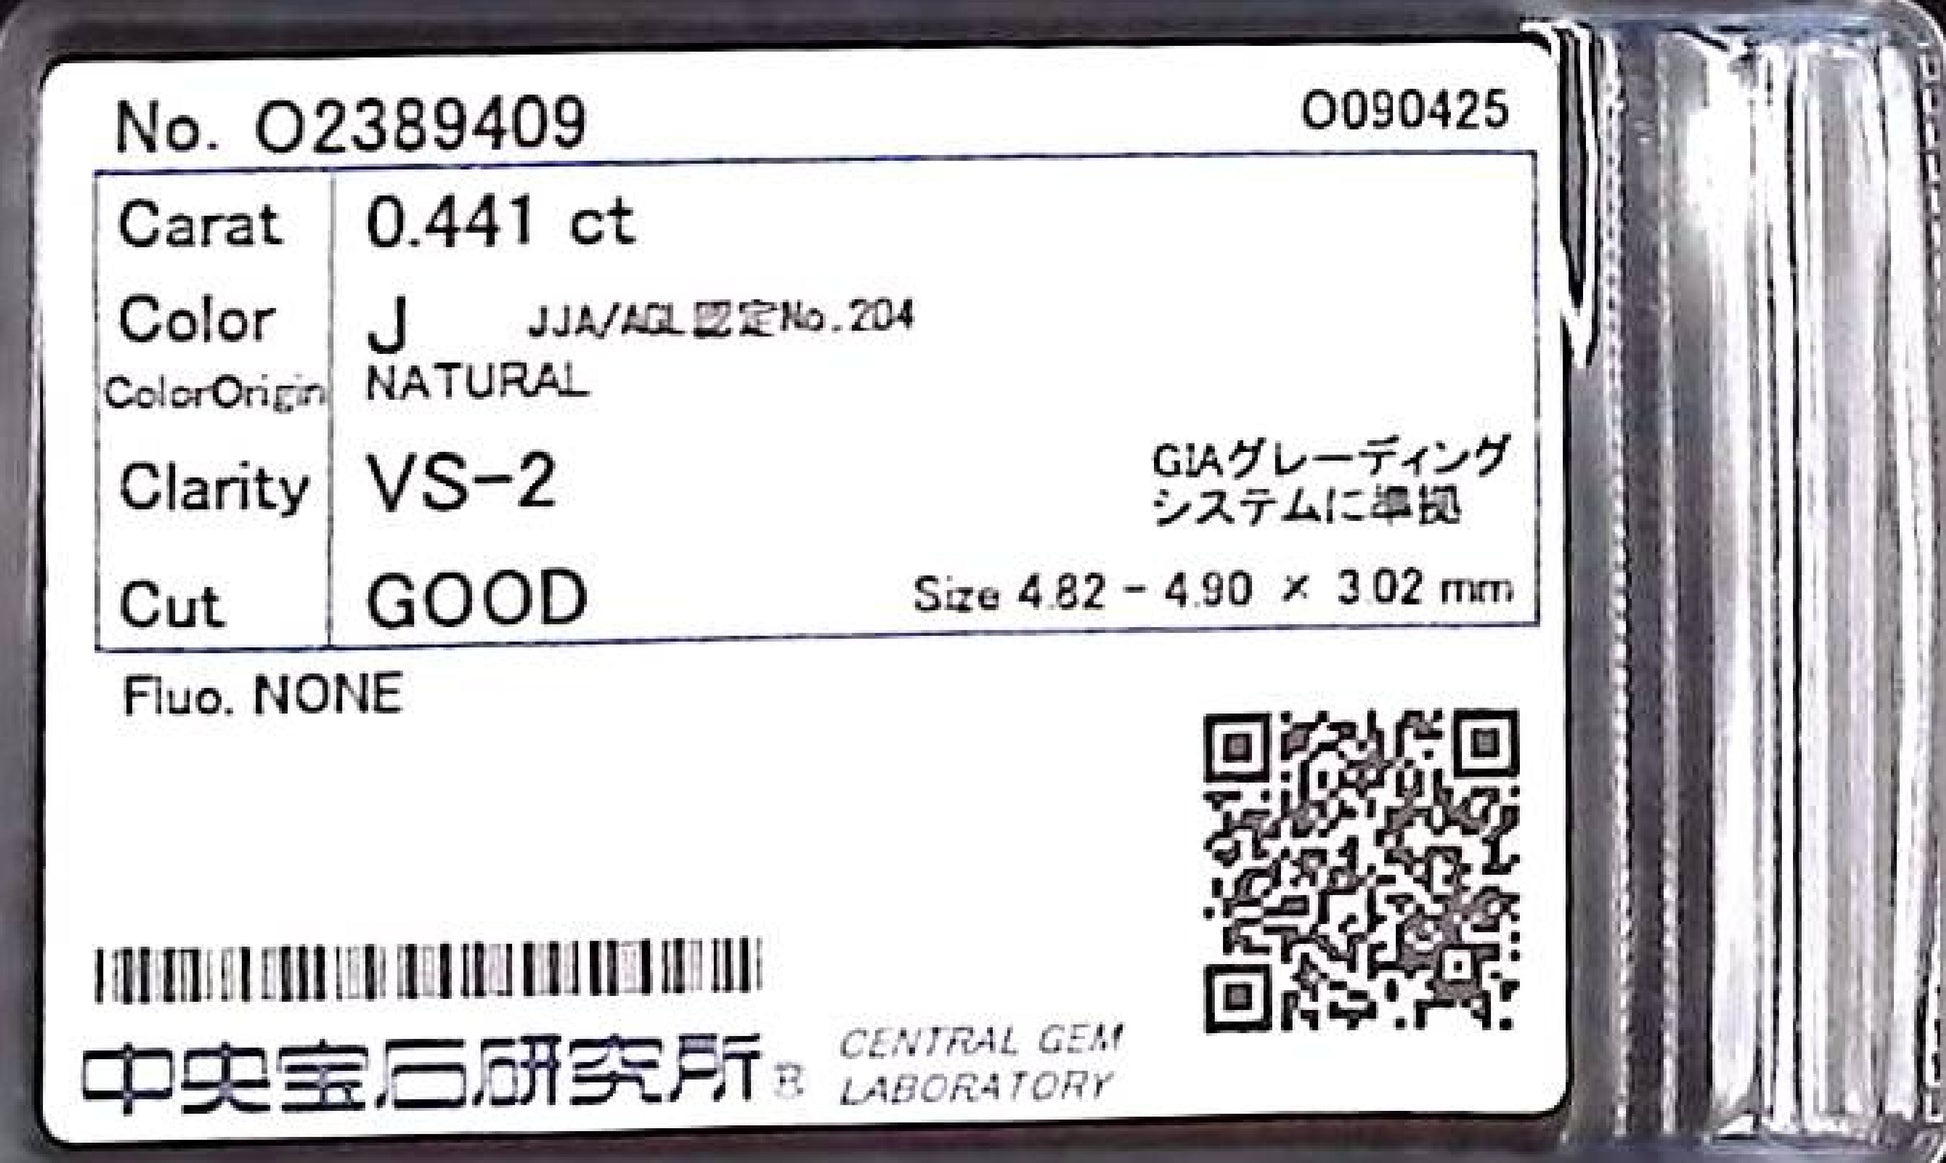 No. O2389409
O090425
Carat 0.441 ct
Color J JJA/AGL認定No.204
ColorOrigin NATURAL
Clarity VS-2
GIAグレーディング
システムに準拠
Cut GOOD Size 4.82 - 4.90 × 3.02 mm
Fluo. NONE
中央宝石研究所® CENTRAL GEM
LABORATORY